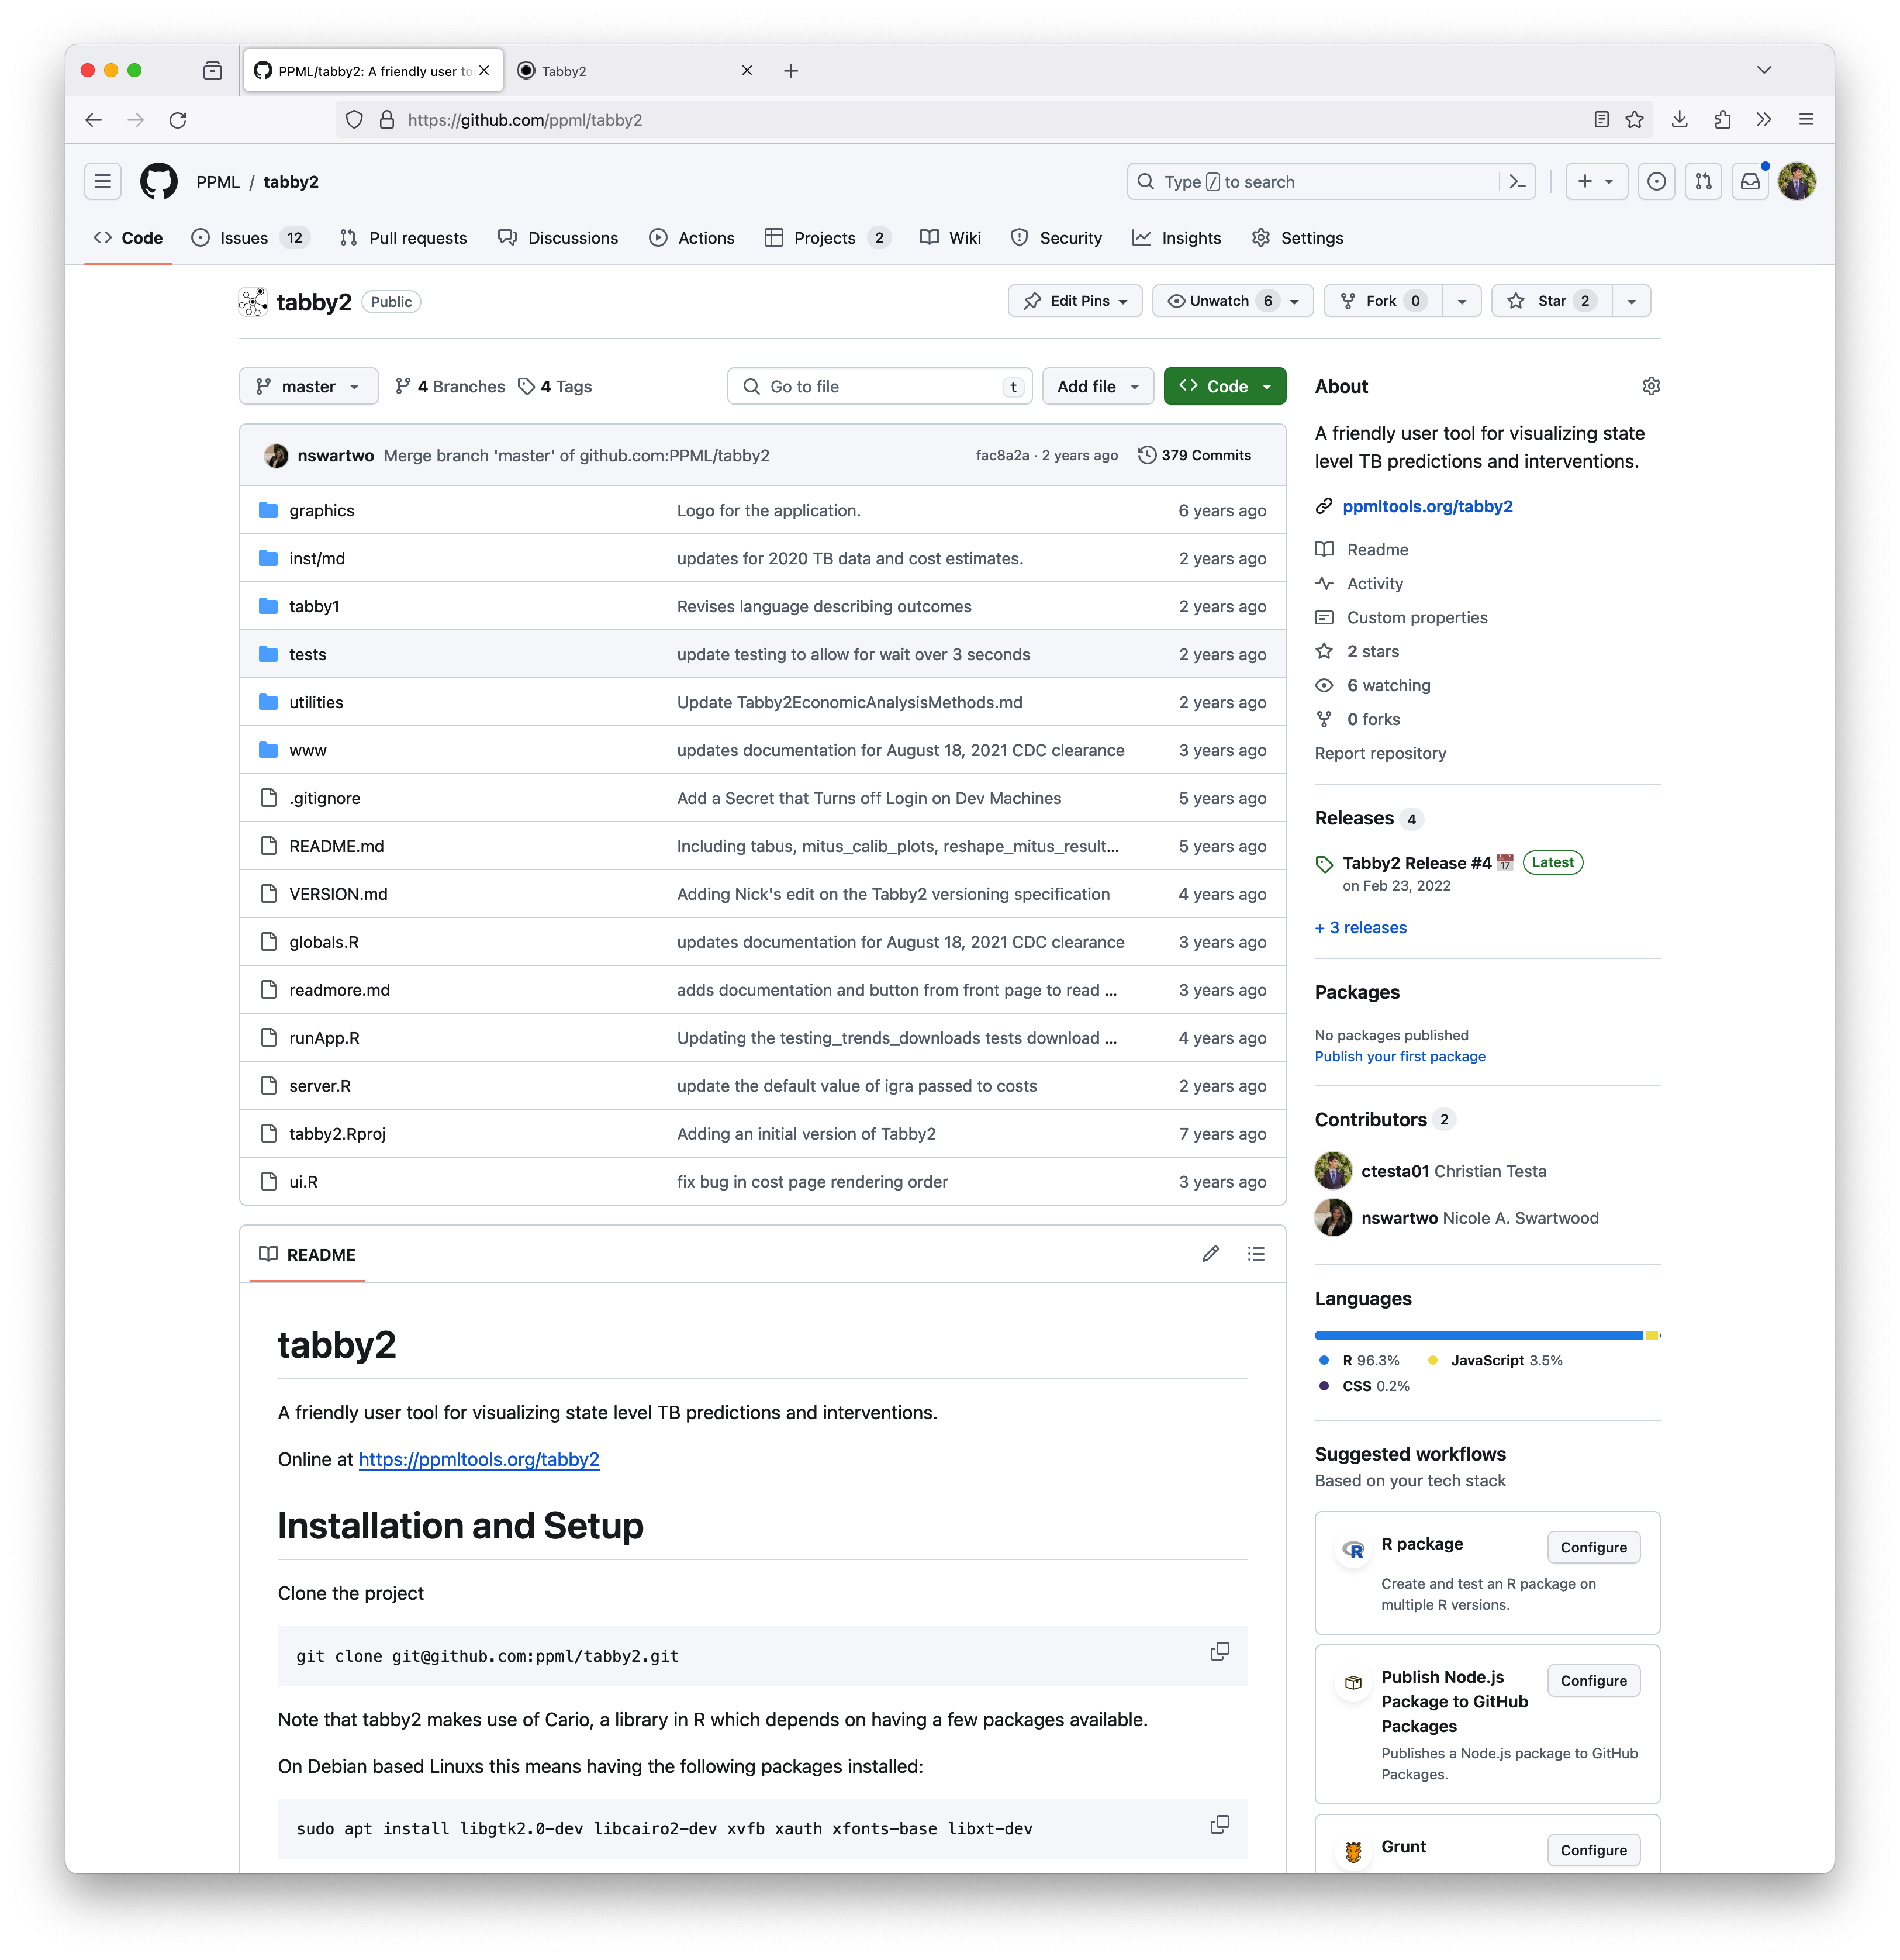 PPML/tabby2: A friendly user to
Tabby2
https://github.com/ppml/tabby2
PPML / tabby2
Type / to search
Code
Issues 12
Pull requests
Discussions
Actions
Projects 2
Wiki
Security
Insights
Settings
tabby2 Public
Edit Pins
Unwatch 6
Fork 0
Star 2
master
4 Branches
4 Tags
Go to file t
Add file
Code
nswartwo Merge branch 'master' of github.com:PPML/tabby2 fac8a2a · 2 years ago 379 Commits
graphics Logo for the application. 6 years ago
inst/md updates for 2020 TB data and cost estimates. 2 years ago
tabby1 Revises language describing outcomes 2 years ago
tests update testing to allow for wait over 3 seconds 2 years ago
utilities Update Tabby2EconomicAnalysisMethods.md 2 years ago
www updates documentation for August 18, 2021 CDC clearance 3 years ago
.gitignore Add a Secret that Turns off Login on Dev Machines 5 years ago
README.md Including tabus, mitus_calib_plots, reshape_mitus_result... 5 years ago
VERSION.md Adding Nick's edit on the Tabby2 versioning specification 4 years ago
globals.R updates documentation for August 18, 2021 CDC clearance 3 years ago
readmore.md adds documentation and button from front page to read ... 3 years ago
runApp.R Updating the testing_trends_downloads tests download ... 4 years ago
server.R update the default value of igra passed to costs 2 years ago
tabby2.Rproj Adding an initial version of Tabby2 7 years ago
ui.R fix bug in cost page rendering order 3 years ago
README
tabby2
A friendly user tool for visualizing state level TB predictions and interventions.
Online at https://ppmltools.org/tabby2
Installation and Setup
Clone the project
git clone git@github.com:ppml/tabby2.git
Note that tabby2 makes use of Cario, a library in R which depends on having a few packages available.
On Debian based Linuxs this means having the following packages installed:
sudo apt install libgtk2.0-dev libcairo2-dev xvfb xauth xfonts-base libxt-dev
About
A friendly user tool for visualizing state
level TB predictions and interventions.
ppmltools.org/tabby2
Readme
Activity
Custom properties
2 stars
6 watching
0 forks
Report repository
Releases 4
Tabby2 Release #4 📅 Latest
on Feb 23, 2022
+ 3 releases
Packages
No packages published
Publish your first package
Contributors 2
ctesta01 Christian Testa
nswartwo Nicole A. Swartwood
Languages
R 96.3% JavaScript 3.5%
CSS 0.2%
Suggested workflows
Based on your tech stack
R package
Configure
Create and test an R package on
multiple R versions.
Publish Node.js
Package to GitHub
Packages
Configure
Publishes a Node.js package to GitHub
Packages.
Grunt
Configure